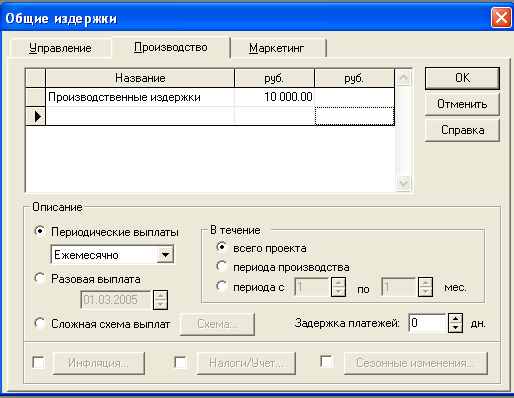 Общие издержки
Управление Производство Маркетинг
Название руб. руб.
Производственные издержки 10 000.00
OK
Отменить
Справка
Описание
Периодические выплаты
Ежемесячно
Разовая выплата
01.03.2005
Сложная схема выплат Схема...
В течение
всего проекта
периода производства
периода с 1 по 1 мес.
Задержка платежей: 0 дн.
Инфляция... Налоги/Учет... Сезонные изменения...